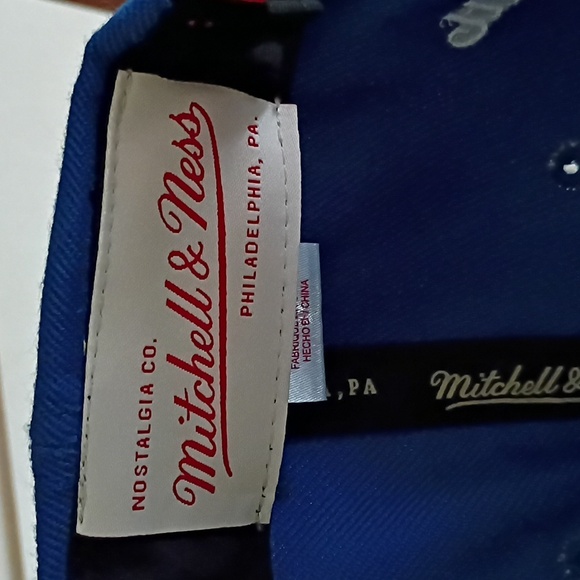 NOSTALGIA CO.
Mitchell & Ness
PHILADELPHIA, PA.
HECHO EN CHINA
, PA
Mitchell &